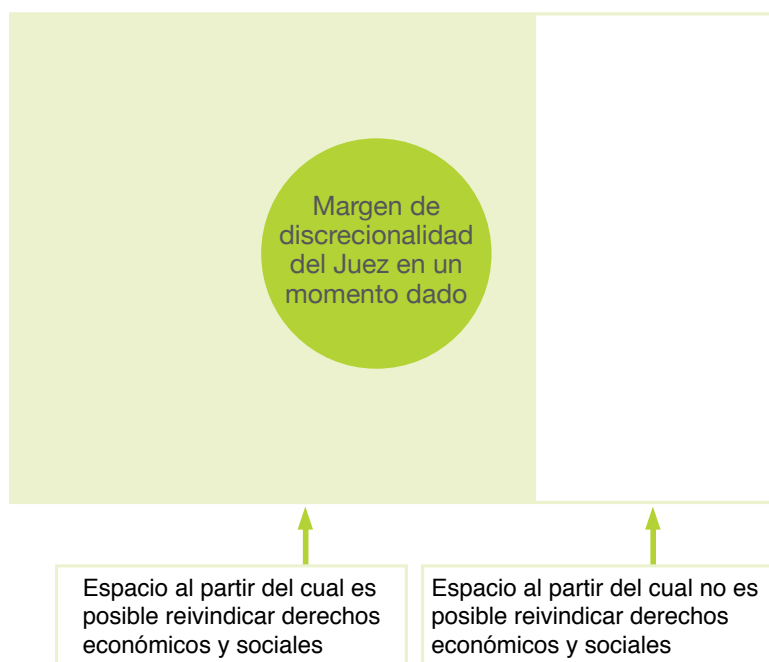 Margen de
discrecionalidad
del Juez en un
momento dado
Espacio al partir del cual es
posible reivindicar derechos
económicos y sociales
Espacio al partir del cual no es
posible reivindicar derechos
económicos y sociales